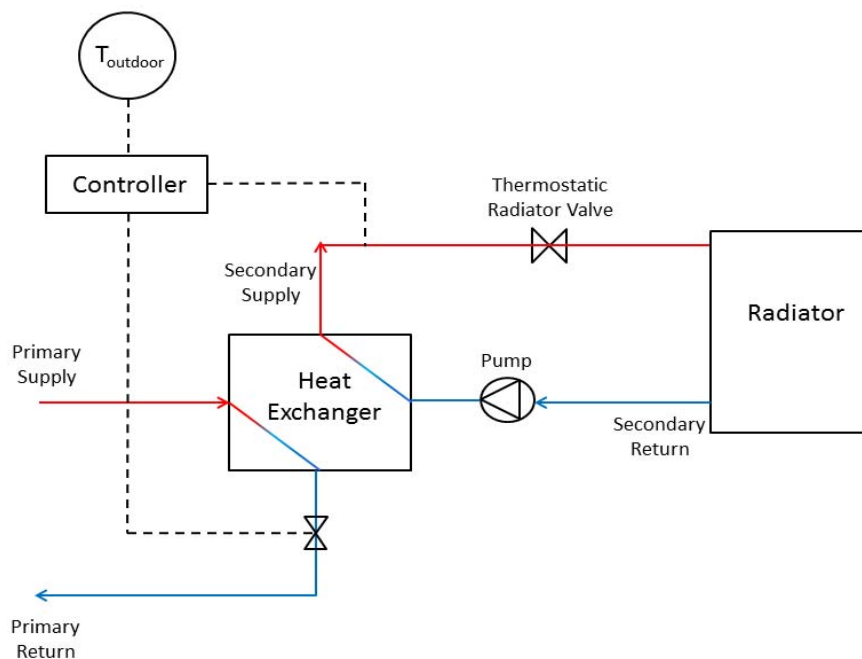 Toutdoor
Controller
Thermostatic
Radiator Valve
Secondary
Supply
Radiator
Primary
Supply
Heat
Exchanger
Pump
Secondary
Return
Primary
Return